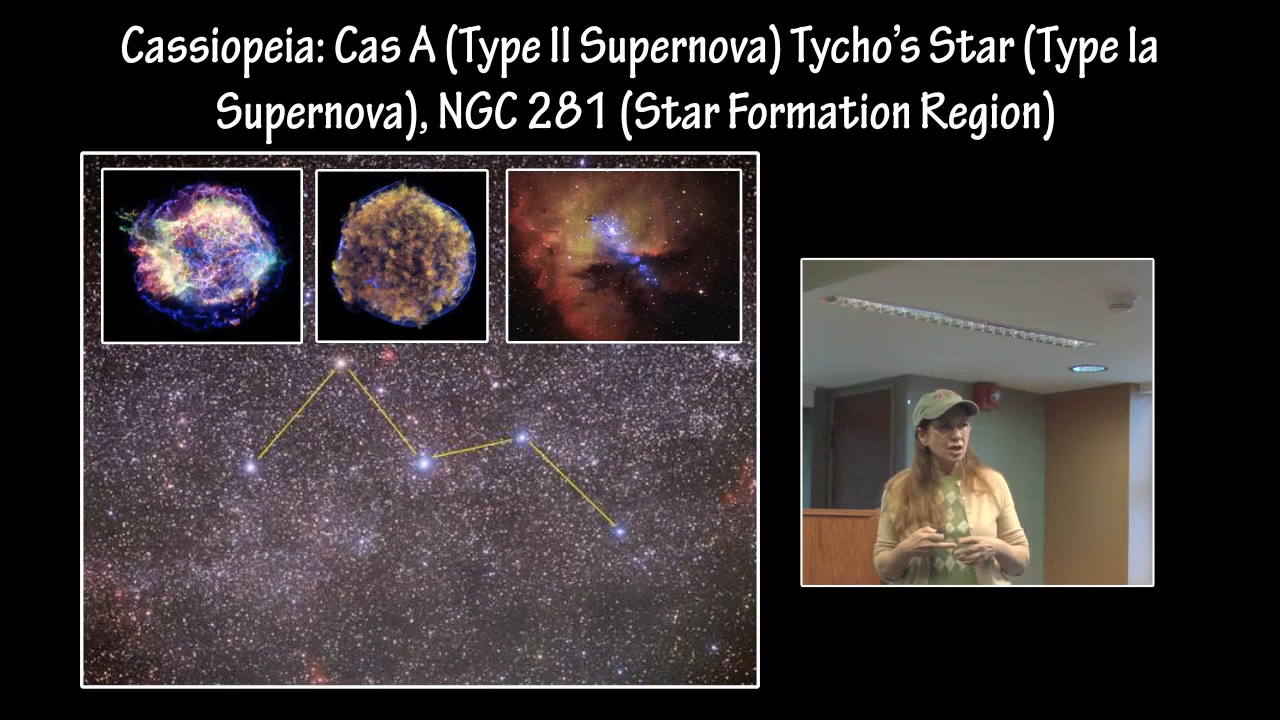 Cassiopeia: Cas A (Type II Supernova) Tycho's Star (Type Ia
Supernova), NGC 281 (Star Formation Region)